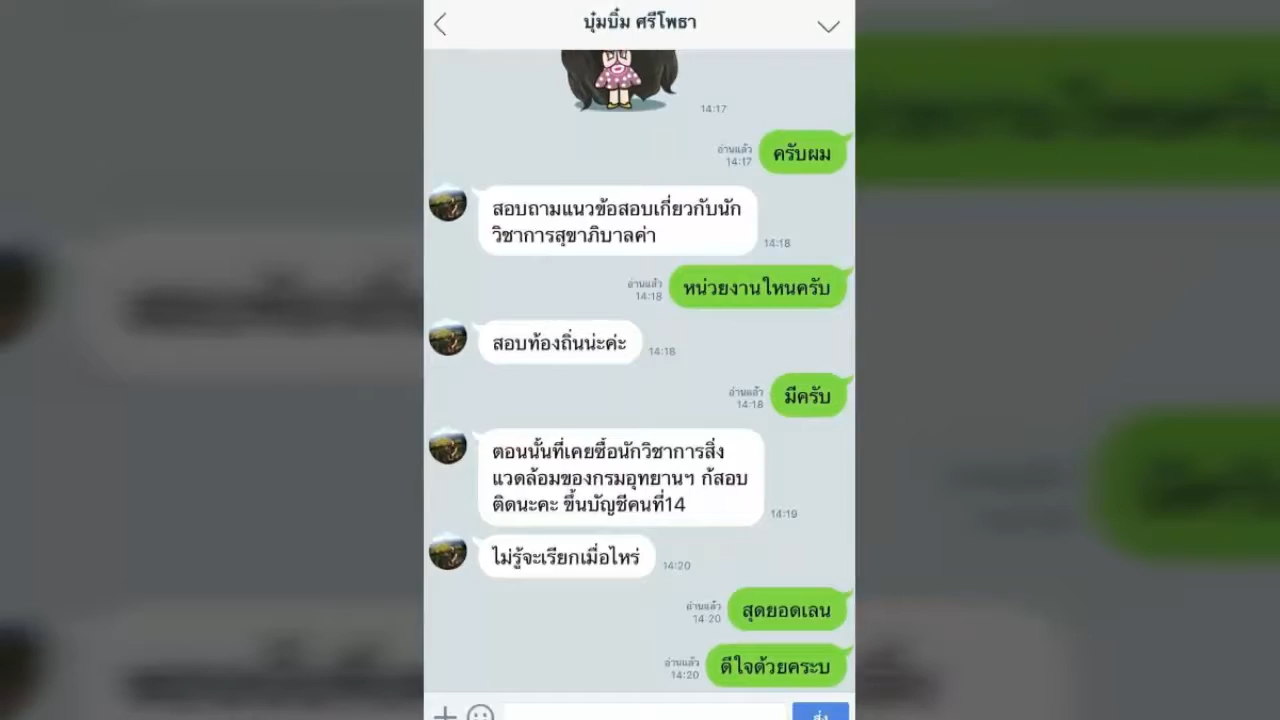 บุ๋มบิ๋ม ศรีโพธา
14:17
ครับผม
อ่านแล้ว
14:17
สอบถามแนวข้อสอบเกี่ยวกับนัก
วิชาการสุขาภิบาลค่า
14:18
หน่วยงานใหนครับ
อ่านแล้ว
14:18
สอบท้องถิ่นน่ะค่ะ
14:18
มีครับ
อ่านแล้ว
14:18
ตอนนั้นที่เคยซื้อนักวิชาการสิ่ง
แวดล้อมของกรมอุทยานฯ ก้สอบ
ติดนะคะ ขึ้นบัญชีคนที่14
14:19
ไม่รู้จะเรียกเมื่อไหร่
14:20
สุดยอดเลน
อ่านแล้ว
14:20
ดีใจด้วยคระบ
อ่านแล้ว
14:20
ส่ง